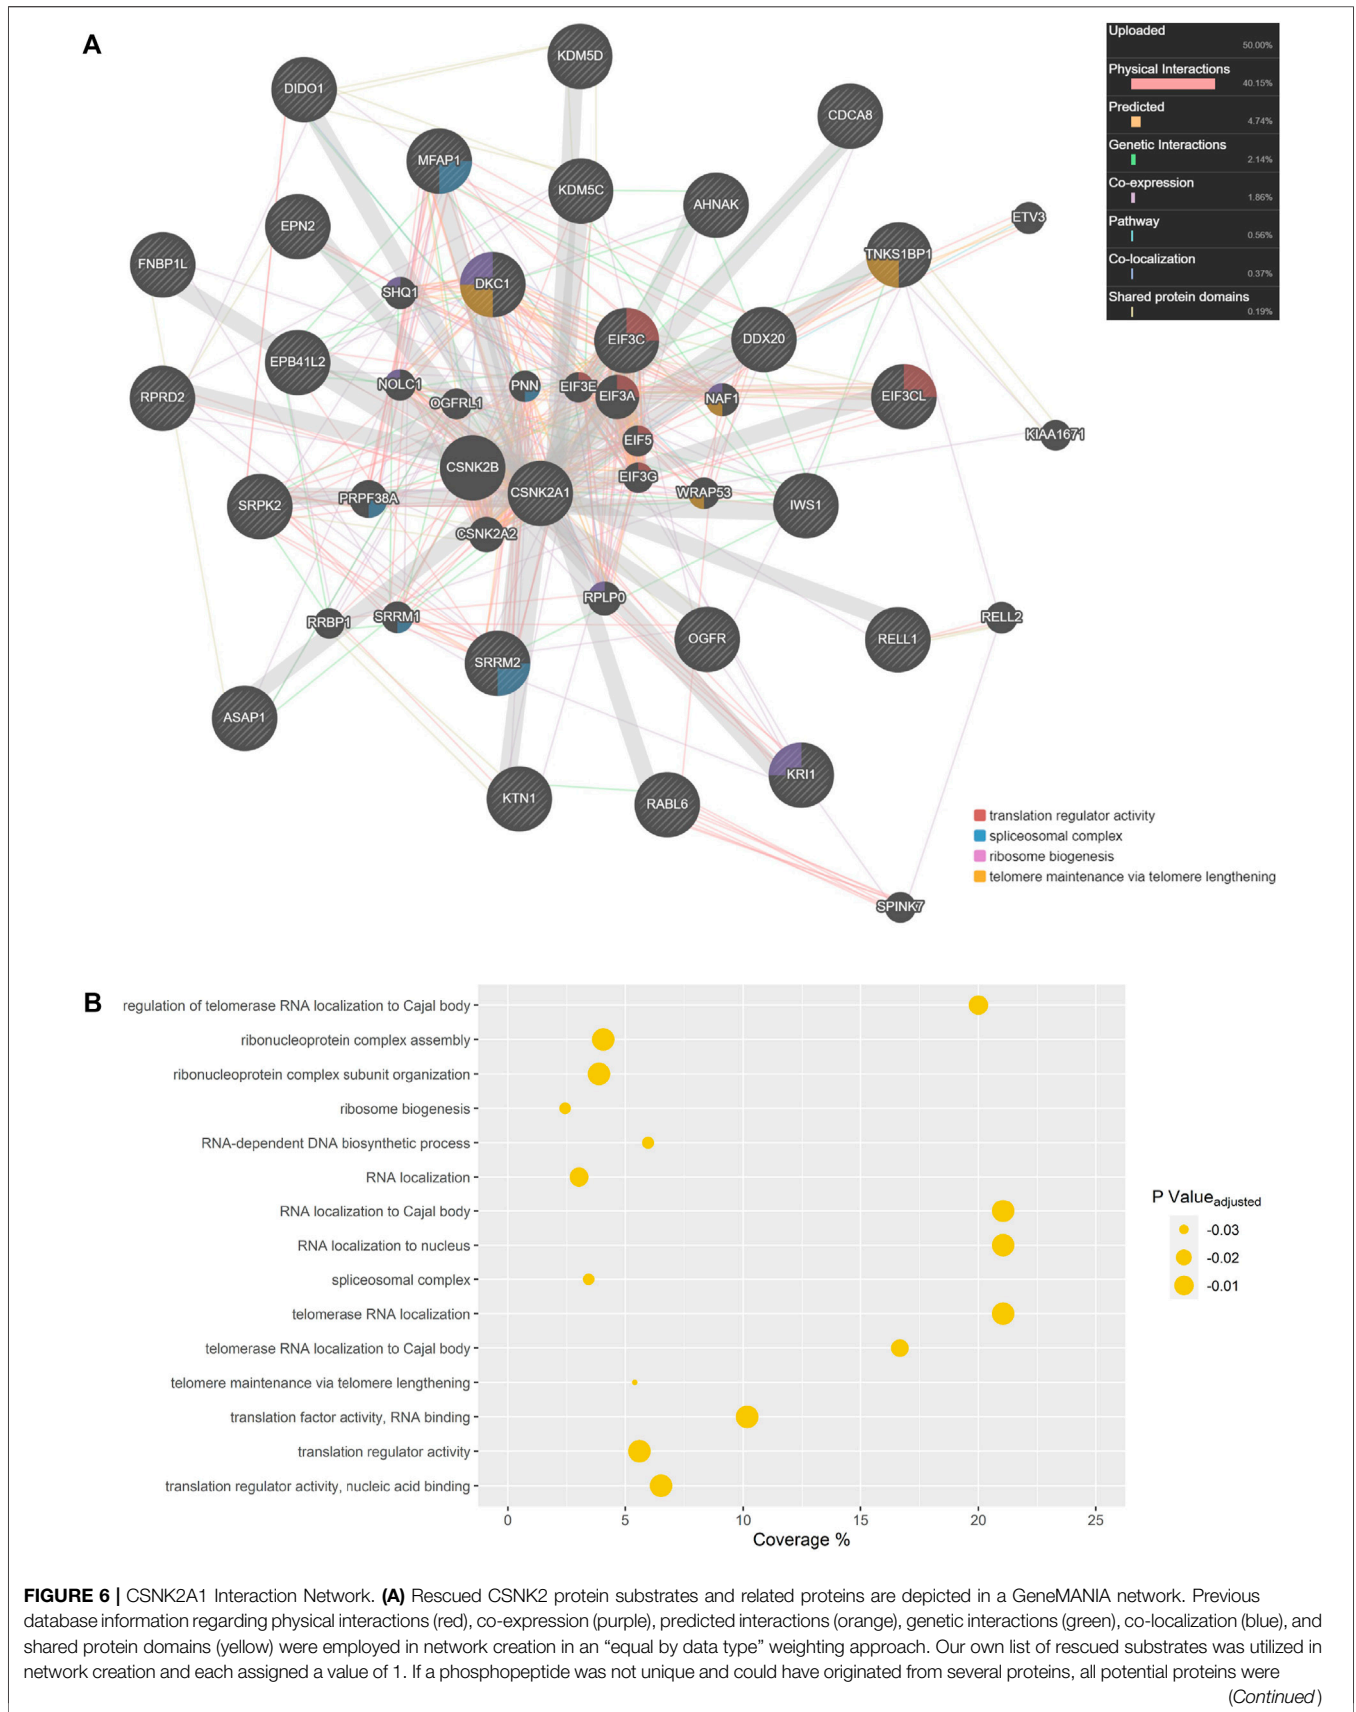 A
KDM5D
DIDO1
CDCA8
MFAP1
KDM5C
AHNAK
ETV3
EPN2
TNKS1BP1
FNBP1L
SHQ1
DKC1
EIF3C
DDX20
EPB41L2
NOLC1
PNN
EIF3E
EIF3A
NAF1
EIF3CL
RPRD2
OGFRL1
EIF5
KIAA1671
CSNK2B
EIF3G
CSNK2A1
WRAP53
PRPF38A
SRPK2
IWS1
CSNK2A2
RPLP0
RRBP1
SRRM1
RELL2
OGFR
RELL1
SRRM2
ASAP1
KRI1
KTN1
RABL6
SPINK7
Uploaded
50.00%
Physical Interactions
40.15%
Predicted
4.74%
Genetic Interactions
2.14%
Co-expression
1.86%
Pathway
0.56%
Co-localization
0.37%
Shared protein domains
0.19%
translation regulator activity
spliceosomal complex
ribosome biogenesis
telomere maintenance via telomere lengthening
B
regulation of telomerase RNA localization to Cajal body
ribonucleoprotein complex assembly
ribonucleoprotein complex subunit organization
ribosome biogenesis
RNA-dependent DNA biosynthetic process
RNA localization
RNA localization to Cajal body
RNA localization to nucleus
spliceosomal complex
telomerase RNA localization
telomerase RNA localization to Cajal body
telomere maintenance via telomere lengthening
translation factor activity, RNA binding
translation regulator activity
translation regulator activity, nucleic acid binding
0 5 10 15 20 25
Coverage %
P Value adjusted
-0.03
-0.02
-0.01
FIGURE 6 | CSNK2A1 Interaction Network. (A) Rescued CSNK2 protein substrates and related proteins are depicted in a GeneMANIA network. Previous
database information regarding physical interactions (red), co-expression (purple), predicted interactions (orange), genetic interactions (green), co-localization (blue), and
shared protein domains (yellow) were employed in network creation in an “equal by data type” weighting approach. Our own list of rescued substrates was utilized in
network creation and each assigned a value of 1. If a phosphopeptide was not unique and could have originated from several proteins, all potential proteins were
(Continued)